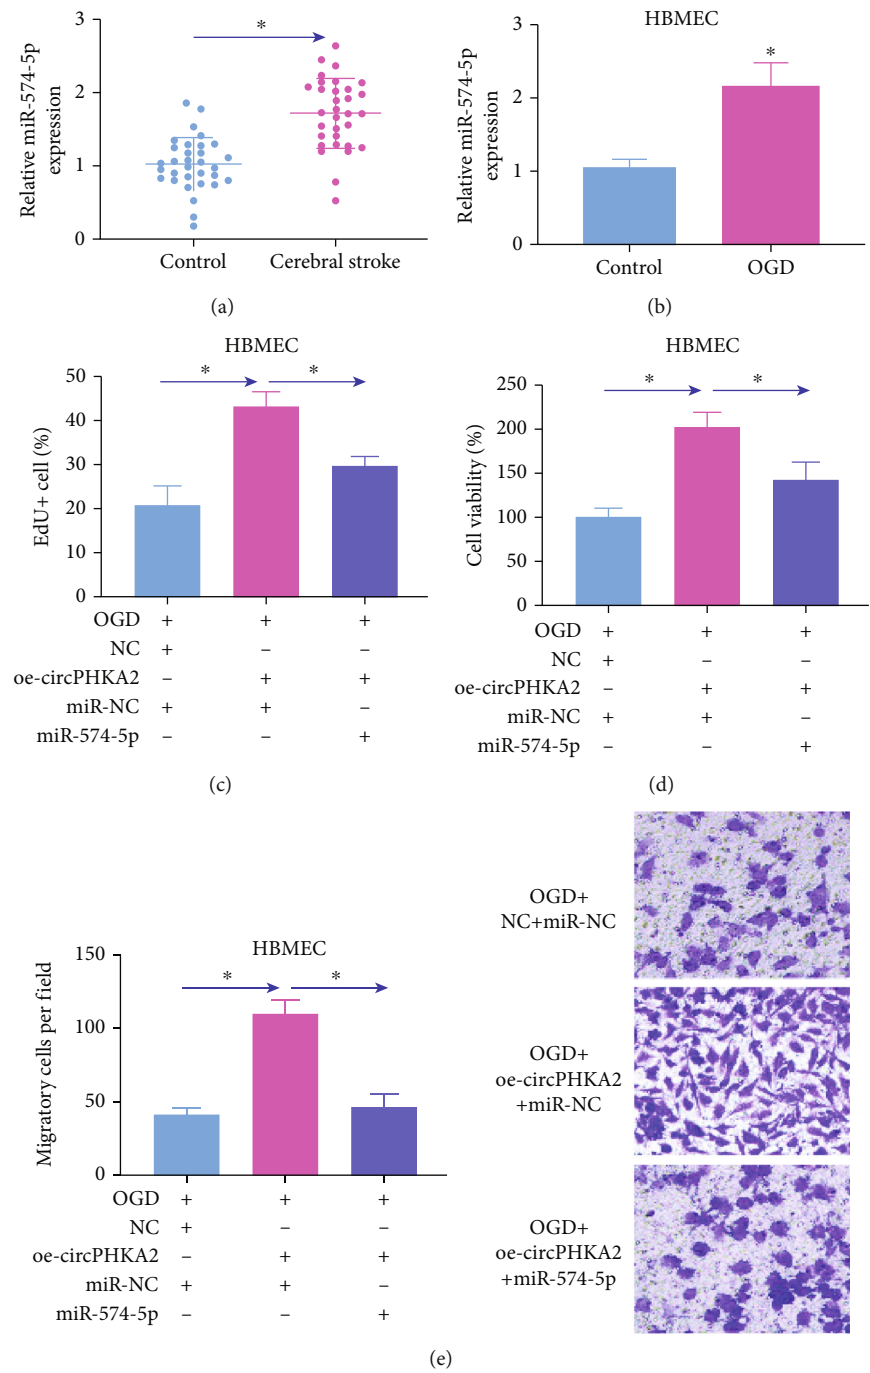 Relative miR-574-5p
expression
3
2
1
0
*
Control
Cerebral stroke
(a)
HBMEC
Relative miR-574-5p
expression
3
2
1
0
*
Control
OGD
(b)
HBMEC
EdU+ cell (%)
50
40
30
20
10
0
* *
OGD + + +
NC + – –
oe-circPHKA2 – + +
miR-NC + + –
miR-574-5p – – +
(c)
HBMEC
Cell viability (%)
250
200
150
100
50
0
* *
OGD + + +
NC + – –
oe-circPHKA2 – + +
miR-NC + + –
miR-574-5p – – +
(d)
HBMEC
Migratory cells per field
150
100
50
0
* *
OGD + + +
NC + – –
oe-circPHKA2 – + +
miR-NC + + –
miR-574-5p – – +
OGD+
NC+miR-NC
OGD+
oe-circPHKA2
+miR-NC
OGD+
oe-circPHKA2
+miR-574-5p
(e)